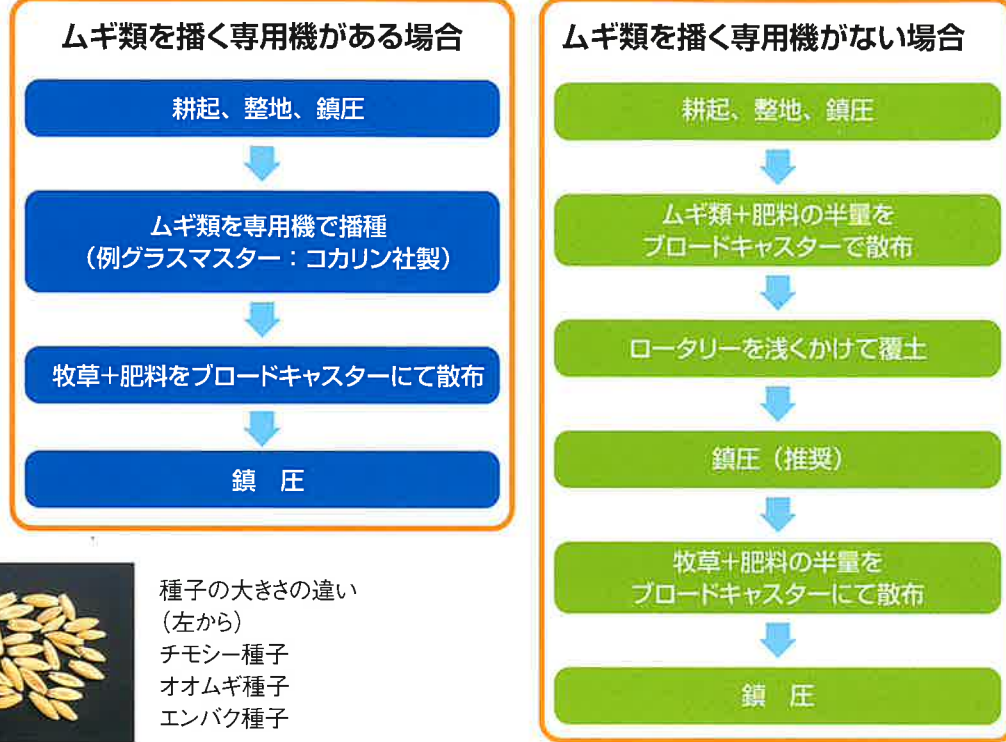 ムギ類を播く専用機がある場合
耕起、整地、鎮圧
ムギ類を専用機で播種
（例グラスマスター：コカリン社製）
牧草+肥料をブロードキャスターにて散布
鎮　圧
ムギ類を播く専用機がない場合
耕起、整地、鎮圧
ムギ類+肥料の半量を
ブロードキャスターで散布
ロータリーを浅くかけて覆土
鎮圧（推奨）
牧草+肥料の半量を
ブロードキャスターにて散布
鎮　圧
種子の大きさの違い
（左から）
チモシー種子
オオムギ種子
エンバク種子